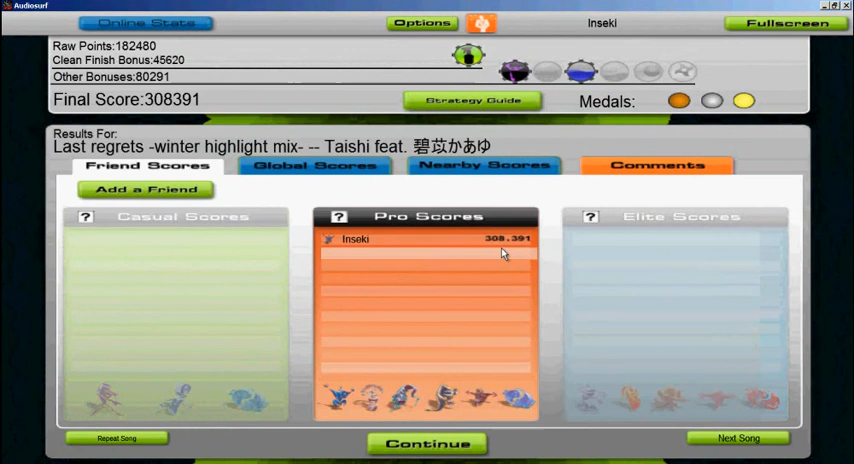 Audiosurf
Online Stats
Options
Inseki
Fullscreen
Raw Points:182480
Clean Finish Bonus:45620
Other Bonuses:80291
Final Score:308391
Strategy Guide
Medals:
Results For:
Last regrets -winter highlight mix- -- Taishi feat. 碧苡かあゆ
Friend Scores
Global Scores
Nearby Scores
Comments
Add a Friend
? Casual Scores
? Pro Scores
? Elite Scores
Inseki 308.391
Repeat Song
Continue
Next Song